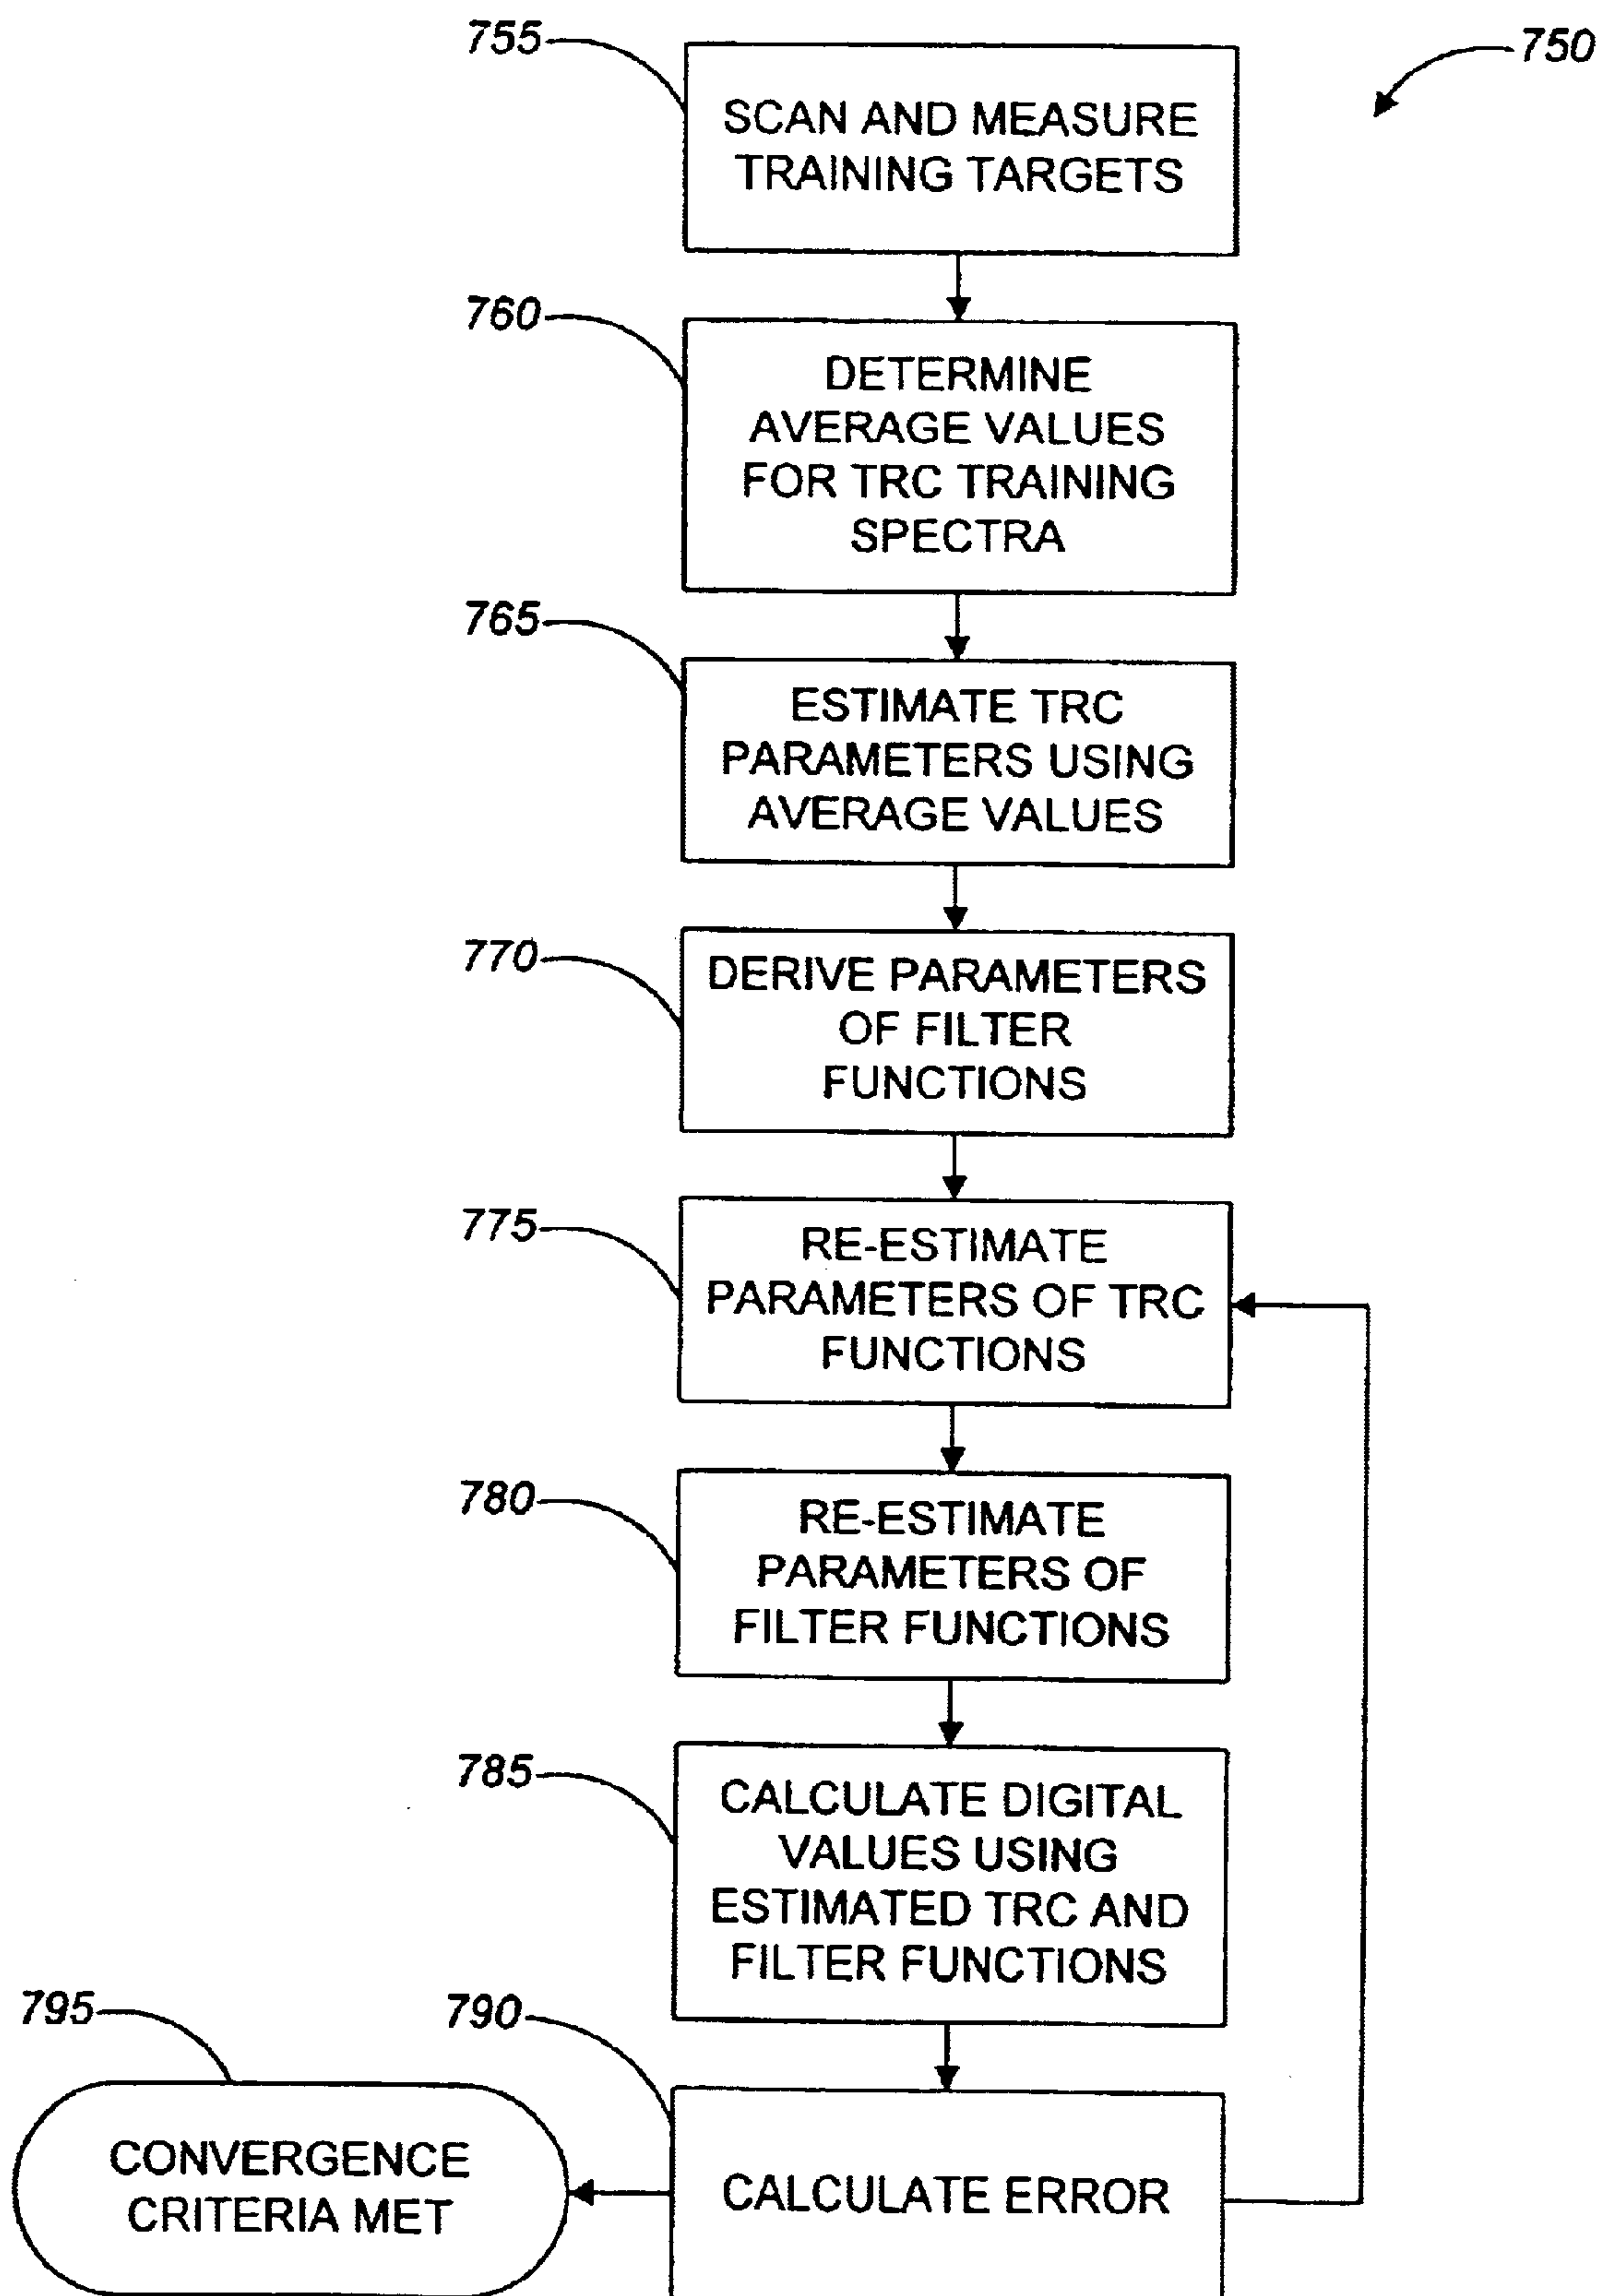 755
750
SCAN AND MEASURE
TRAINING TARGETS
760
DETERMINE
AVERAGE VALUES
FOR TRC TRAINING
SPECTRA
765
ESTIMATE TRC
PARAMETERS USING
AVERAGE VALUES
770
DERIVE PARAMETERS
OF FILTER
FUNCTIONS
775
RE-ESTIMATE
PARAMETERS OF TRC
FUNCTIONS
780
RE-ESTIMATE
PARAMETERS OF
FILTER FUNCTIONS
785
CALCULATE DIGITAL
VALUES USING
ESTIMATED TRC AND
FILTER FUNCTIONS
795
790
CONVERGENCE
CRITERIA MET
CALCULATE ERROR